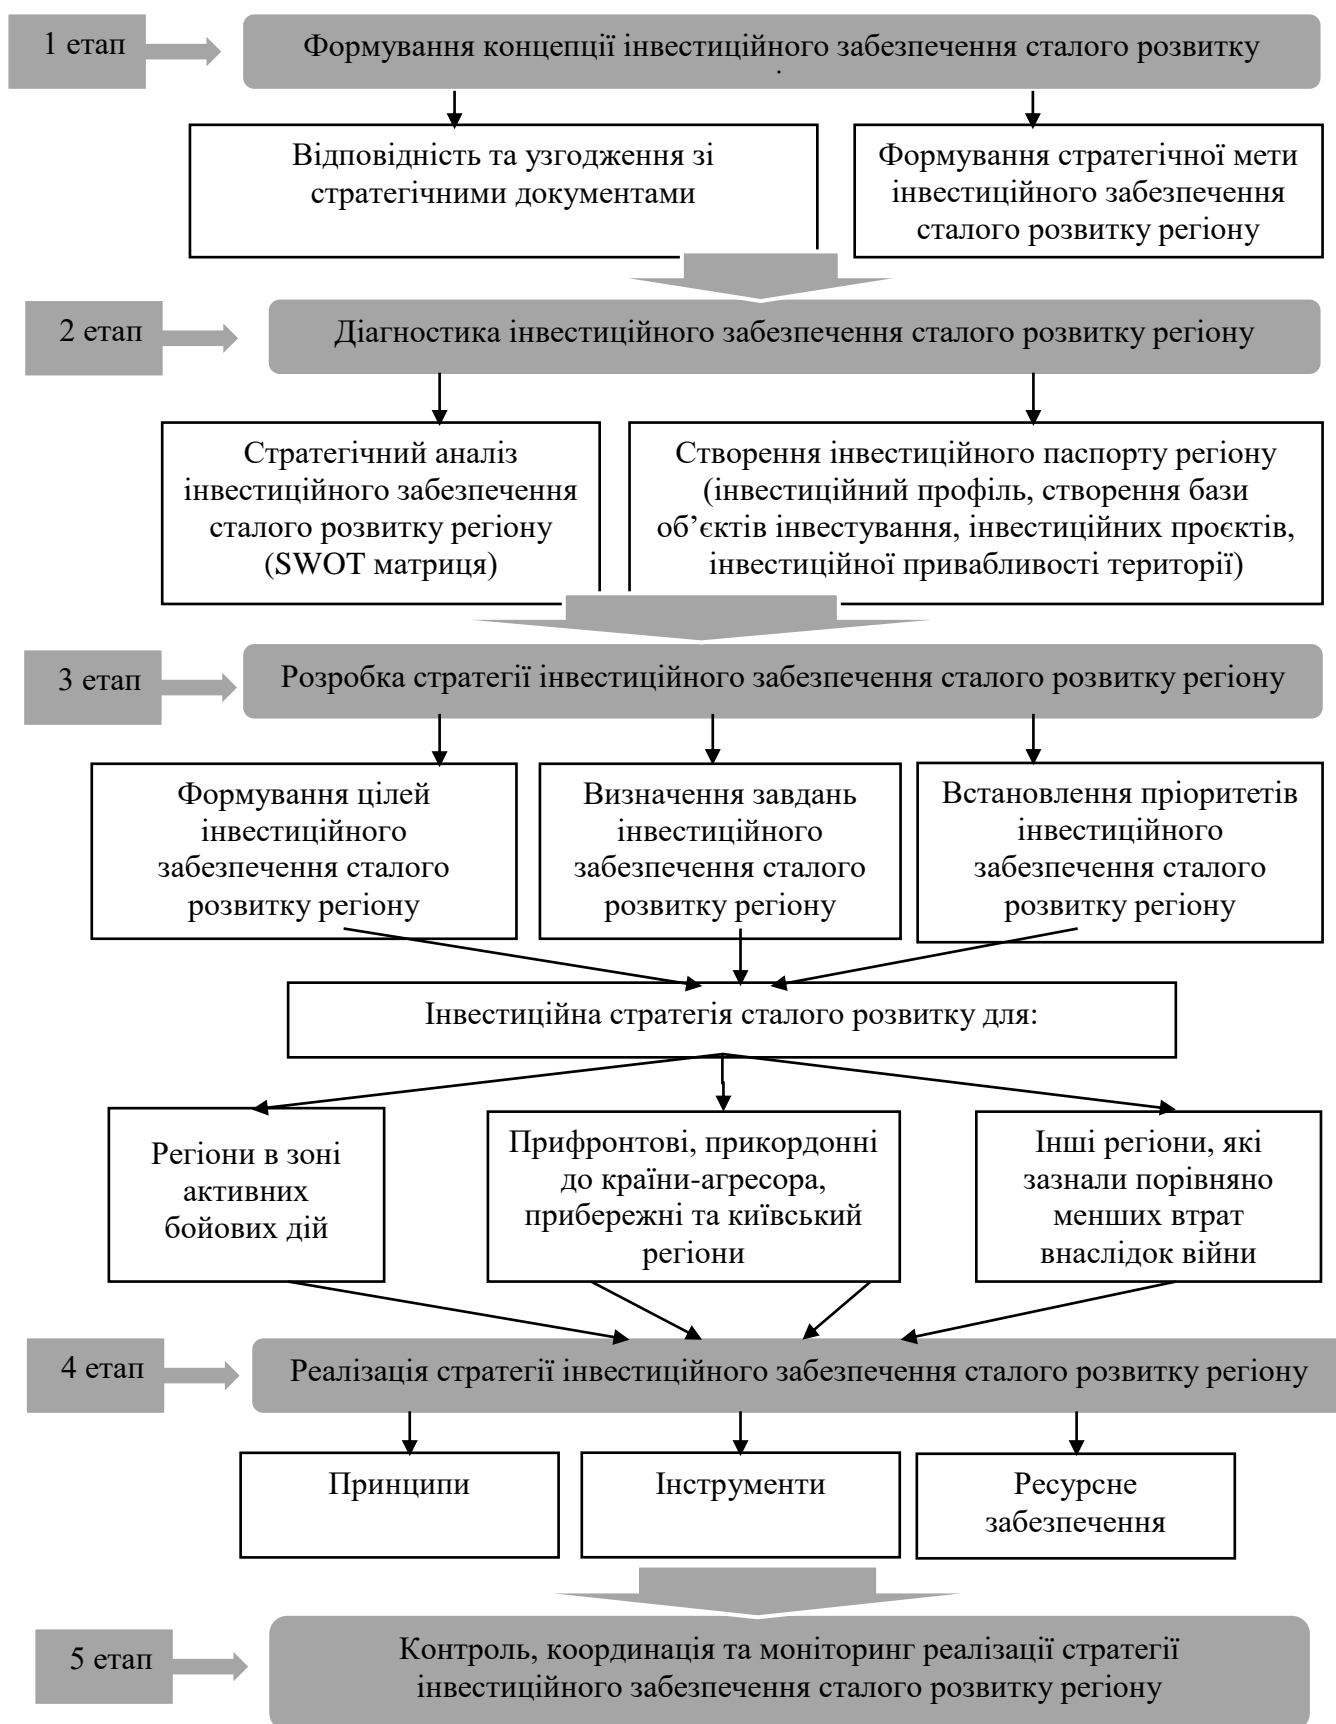 1 етап
Формування концепції інвестиційного забезпечення сталого розвитку
Відповідність та узгодження зі
стратегічними документами
Формування стратегічної мети
інвестиційного забезпечення
сталого розвитку регіону
2 етап
Діагностика інвестиційного забезпечення сталого розвитку регіону
Стратегічний аналіз
інвестиційного забезпечення
сталого розвитку регіону
(SWOT матриця)
Створення інвестиційного паспорту регіону
(інвестиційний профіль, створення бази
об’єктів інвестування, інвестиційних проєктів,
інвестиційної привабливості території)
3 етап
Розробка стратегії інвестиційного забезпечення сталого розвитку регіону
Формування цілей
інвестиційного
забезпечення сталого
розвитку регіону
Визначення завдань
інвестиційного
забезпечення сталого
розвитку регіону
Встановлення пріоритетів
інвестиційного
забезпечення сталого
розвитку регіону
Інвестиційна стратегія сталого розвитку для:
Регіони в зоні
активних
бойових дій
Прифронтові, прикордонні
до країни-агресора,
прибережні та київський
регіони
Інші регіони, які
зазнали порівняно
менших втрат
внаслідок війни
4 етап
Реалізація стратегії інвестиційного забезпечення сталого розвитку регіону
Принципи
Інструменти
Ресурсне
забезпечення
5 етап
Контроль, координація та моніторинг реалізації стратегії
інвестиційного забезпечення сталого розвитку регіону